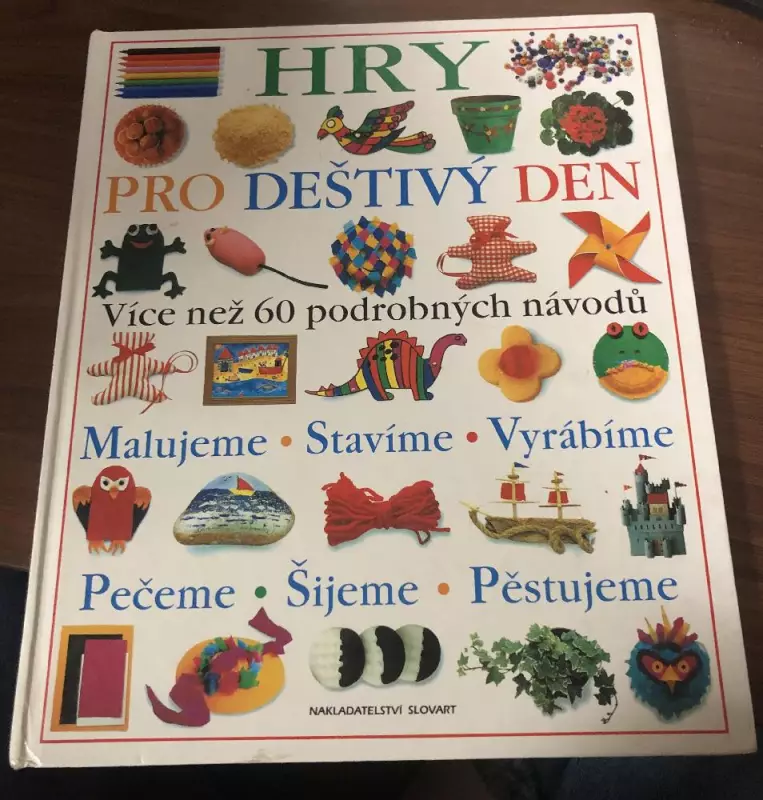 HRY
PRO DEŠTIVÝ DEN
Více než 60 podrobných návodů
Malujeme • Stavíme • Vyrábíme
Pečeme • Šijeme • Pěstujeme
NAKLADATELSTVÍ SLOVART